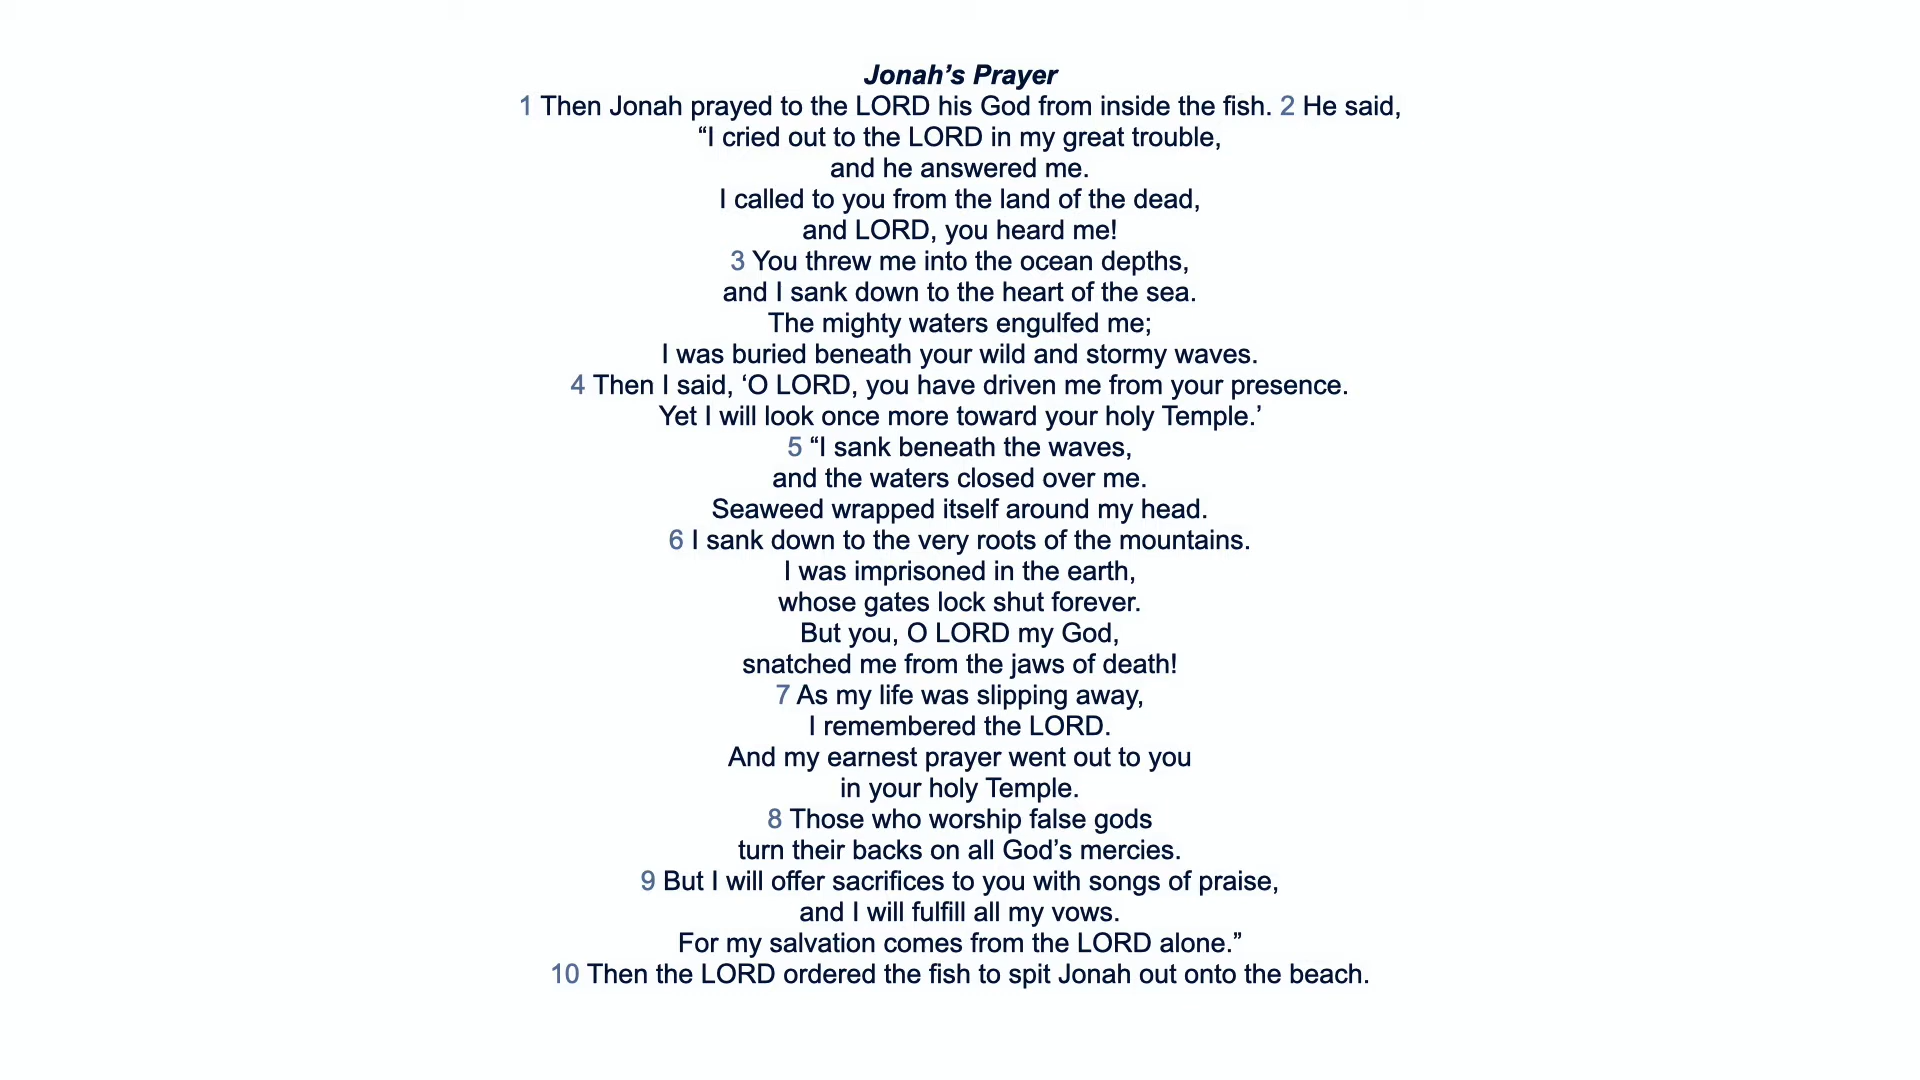 Jonah’s Prayer
1 Then Jonah prayed to the LORD his God from inside the fish. 2 He said,
“I cried out to the LORD in my great trouble,
and he answered me.
I called to you from the land of the dead,
and LORD, you heard me!
3 You threw me into the ocean depths,
and I sank down to the heart of the sea.
The mighty waters engulfed me;
I was buried beneath your wild and stormy waves.
4 Then I said, ‘O LORD, you have driven me from your presence.
Yet I will look once more toward your holy Temple.’
5 “I sank beneath the waves,
and the waters closed over me.
Seaweed wrapped itself around my head.
6 I sank down to the very roots of the mountains.
I was imprisoned in the earth,
whose gates lock shut forever.
But you, O LORD my God,
snatched me from the jaws of death!
7 As my life was slipping away,
I remembered the LORD.
And my earnest prayer went out to you
in your holy Temple.
8 Those who worship false gods
turn their backs on all God’s mercies.
9 But I will offer sacrifices to you with songs of praise,
and I will fulfill all my vows.
For my salvation comes from the LORD alone.”
10 Then the LORD ordered the fish to spit Jonah out onto the beach.